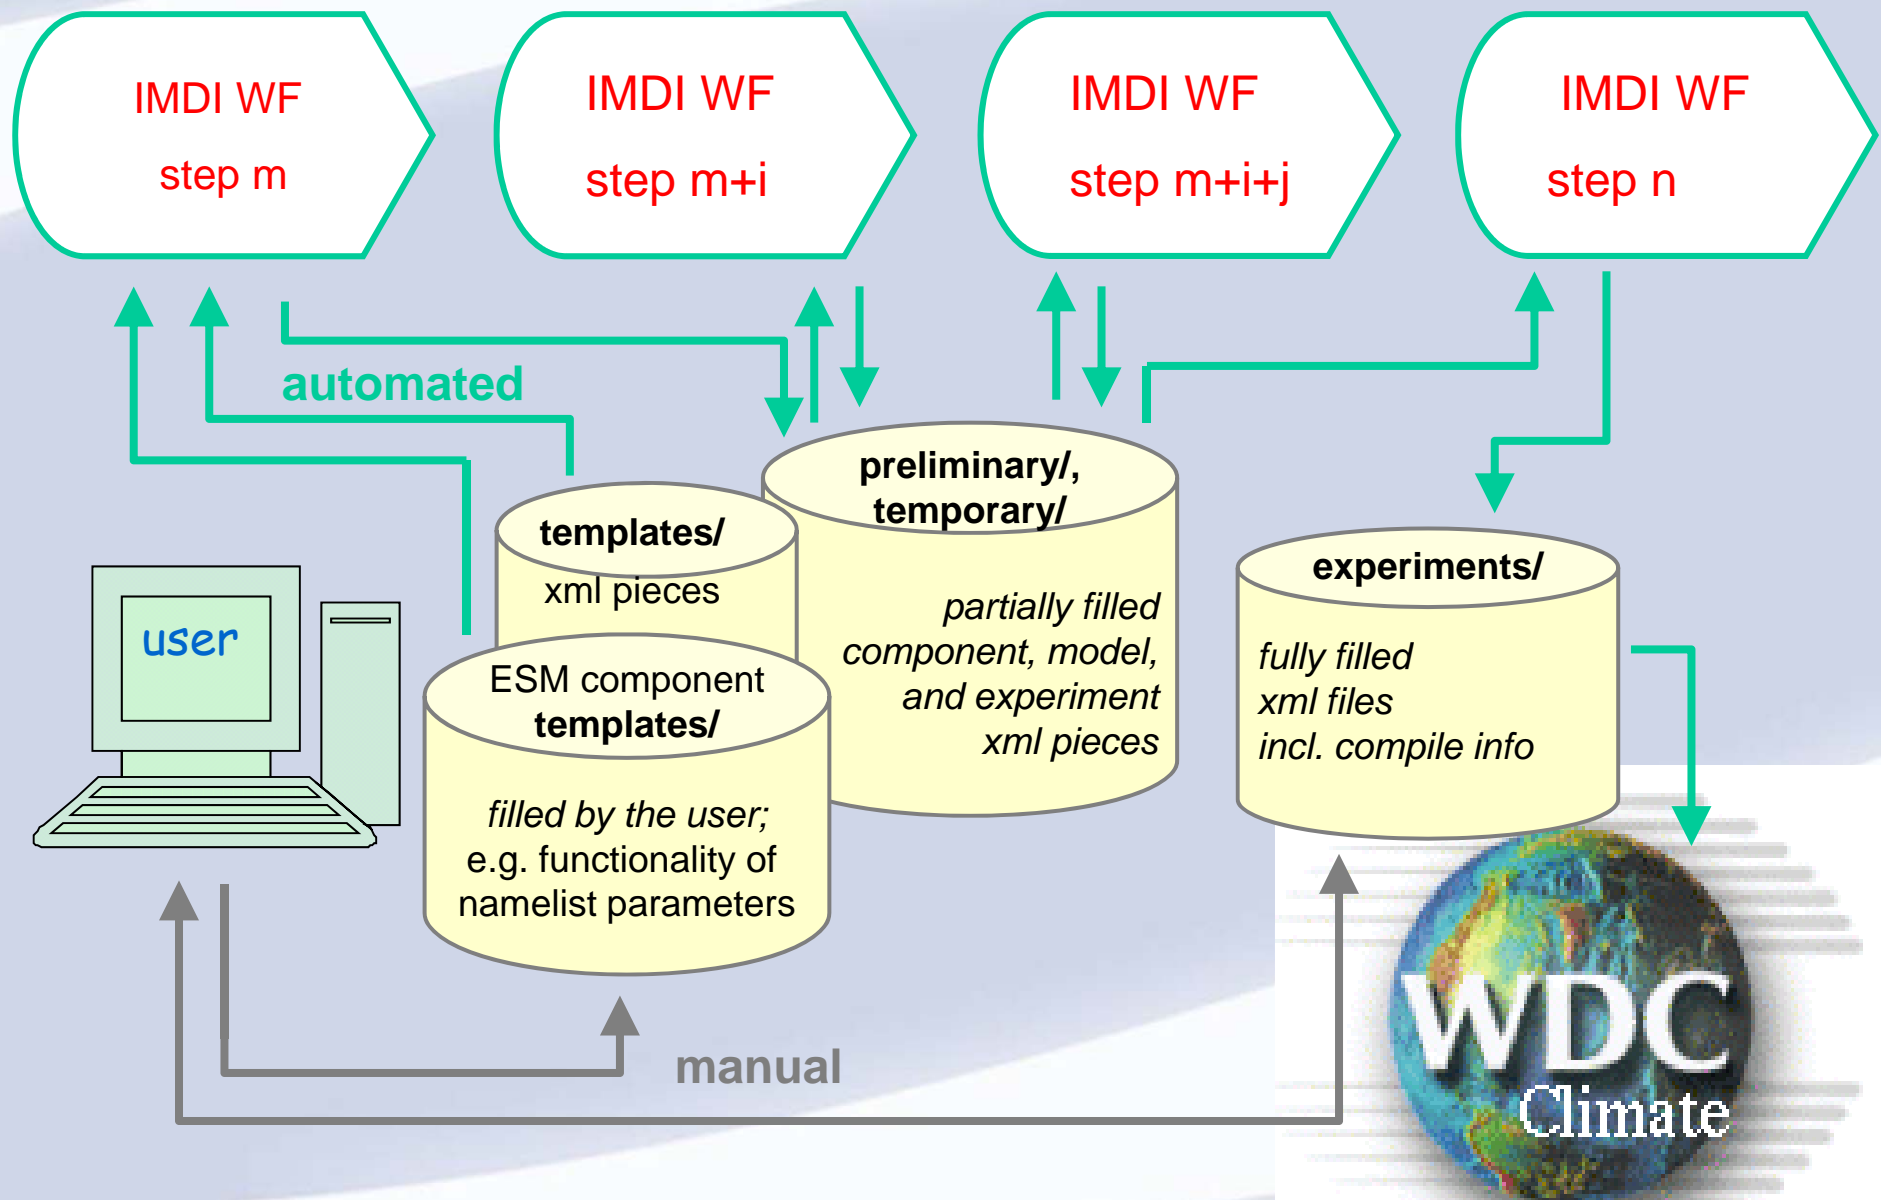 IMDI WF
step m
IMDI WF
step m+i
IMDI WF
step m+i+j
IMDI WF
step n
automated
preliminary/,
temporary/
partially filled
component, model,
and experiment
xml pieces
templates/
xml pieces
experiments/
fully filled
xml files
incl. compile info
user
ESM component
templates/
filled by the user;
e.g. functionality of
namelist parameters
manual
WDC
Climate